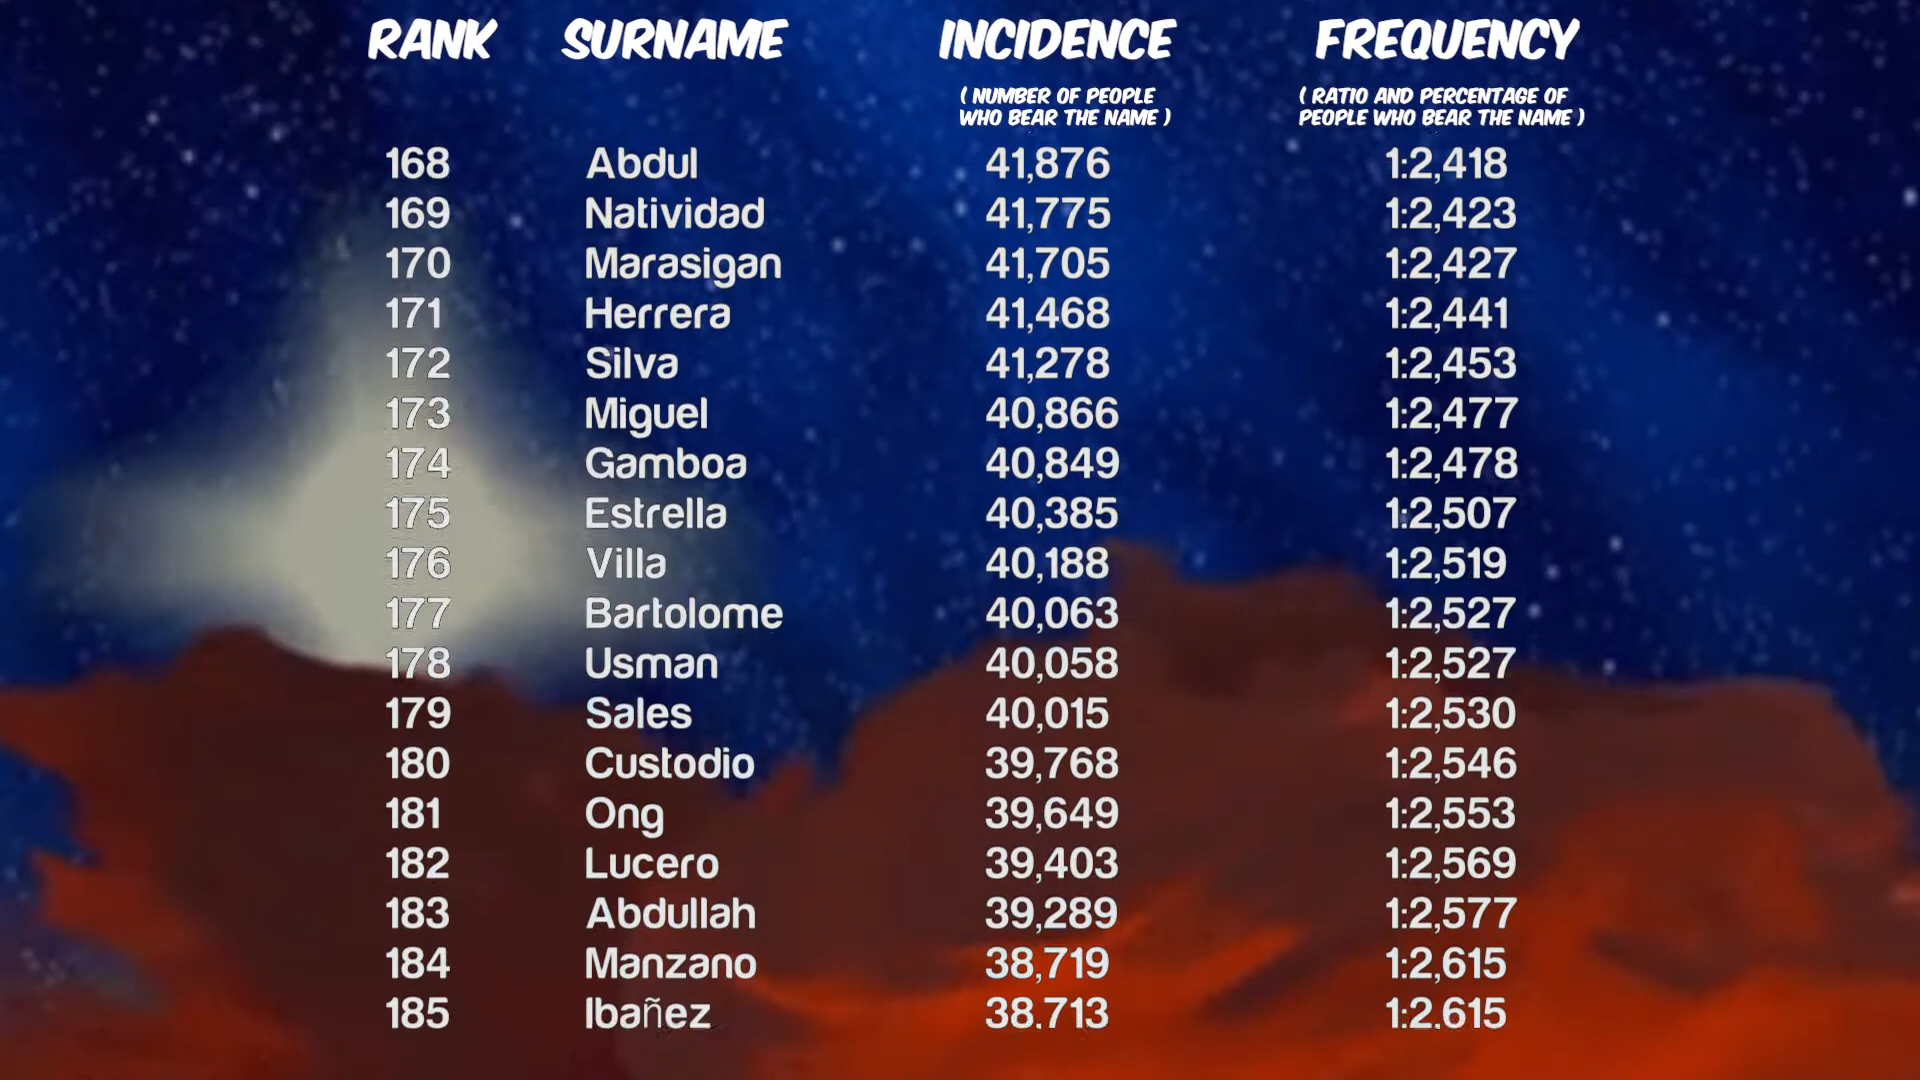 RANK SURNAME INCIDENCE FREQUENCY
( NUMBER OF PEOPLE WHO BEAR THE NAME ) ( RATIO AND PERCENTAGE OF PEOPLE WHO BEAR THE NAME )
168 Abdul 41,876 1:2,418
169 Natividad 41,775 1:2,423
170 Marasigan 41,705 1:2,427
171 Herrera 41,468 1:2,441
172 Silva 41,278 1:2,453
173 Miguel 40,866 1:2,477
174 Gamboa 40,849 1:2,478
175 Estrella 40,385 1:2,507
176 Villa 40,188 1:2,519
177 Bartolome 40,063 1:2,527
178 Usman 40,058 1:2,527
179 Sales 40,015 1:2,530
180 Custodio 39,768 1:2,546
181 Ong 39,649 1:2,553
182 Lucero 39,403 1:2,569
183 Abdullah 39,289 1:2,577
184 Manzano 38,719 1:2,615
185 Ibañez 38,713 1:2,615